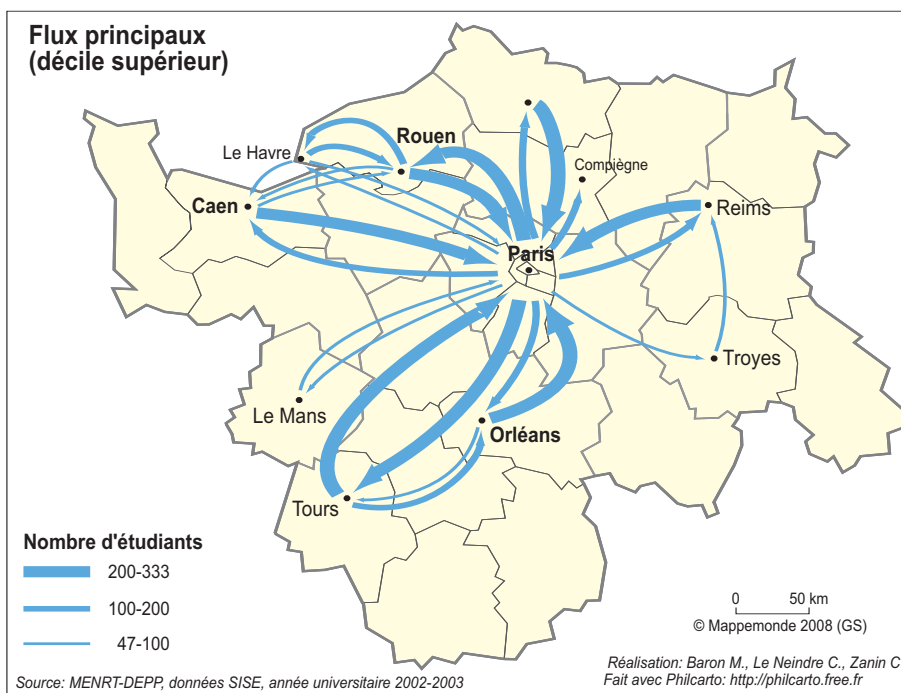 Flux principaux
(décile supérieur)
Rouen
Le Havre
Compiègne
Caen
Reims
Paris
Troyes
Le Mans
Orléans
Tours
Nombre d'étudiants
200-333
100-200
47-100
0 50 km
© Mappemonde 2008 (GS)
Réalisation: Baron M., Le Neindre C., Zanin C
Source: MENRT-DEPP, données SISE, année universitaire 2002-2003
Fait avec Philcarto: http://philcarto.free.fr